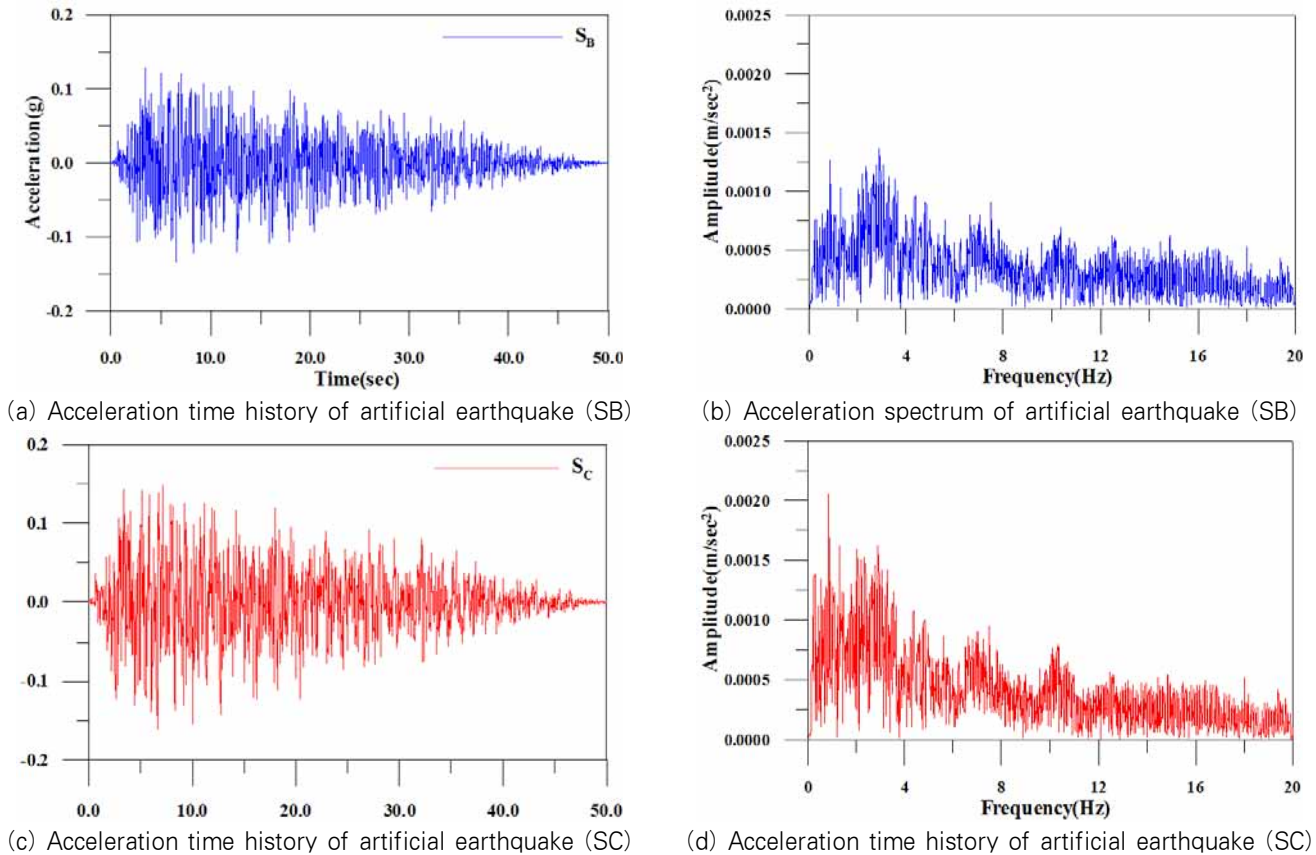 0.2
0.1
0.0
-0.1
-0.2
Acceleration(g)
S_B
0.0 10.0 20.0 30.0 40.0 50.0
Time(sec)
0.0025
0.0020
0.0015
0.0010
0.0005
0.0000
Amplitude(m/sec²)
0 4 8 12 16 20
Frequency(Hz)
(a) Acceleration time history of artificial earthquake (SB)
(b) Acceleration spectrum of artificial earthquake (SB)
0.2
0.1
0.0
-0.1
-0.2
S_C
0.0 10.0 20.0 30.0 40.0 50.0
0.0025
0.0020
0.0015
0.0010
0.0005
0.0000
Amplitude(m/sec²)
0 4 8 12 16 20
Frequency(Hz)
(c) Acceleration time history of artificial earthquake (SC)
(d) Acceleration time history of artificial earthquake (SC)